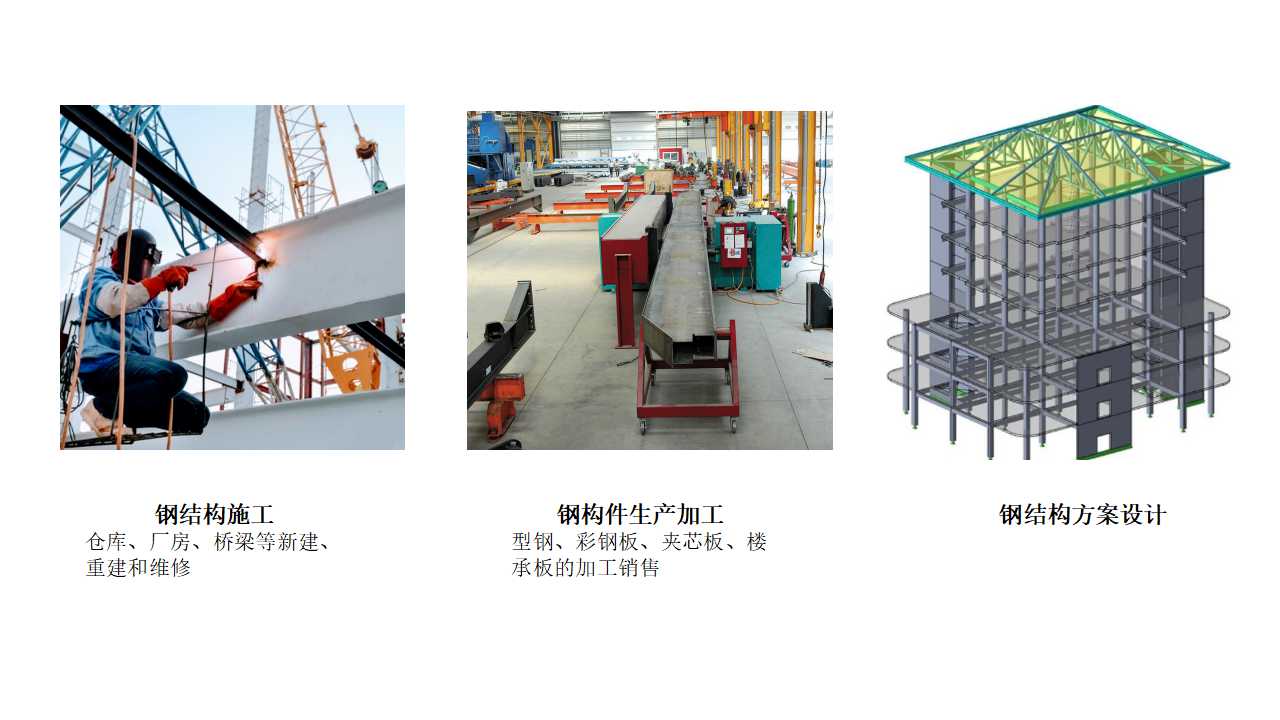 钢结构施工
仓库、厂房、桥梁等新建、
重建和维修
钢构件生产加工
型钢、彩钢板、夹芯板、楼
承板的加工销售
钢结构方案设计